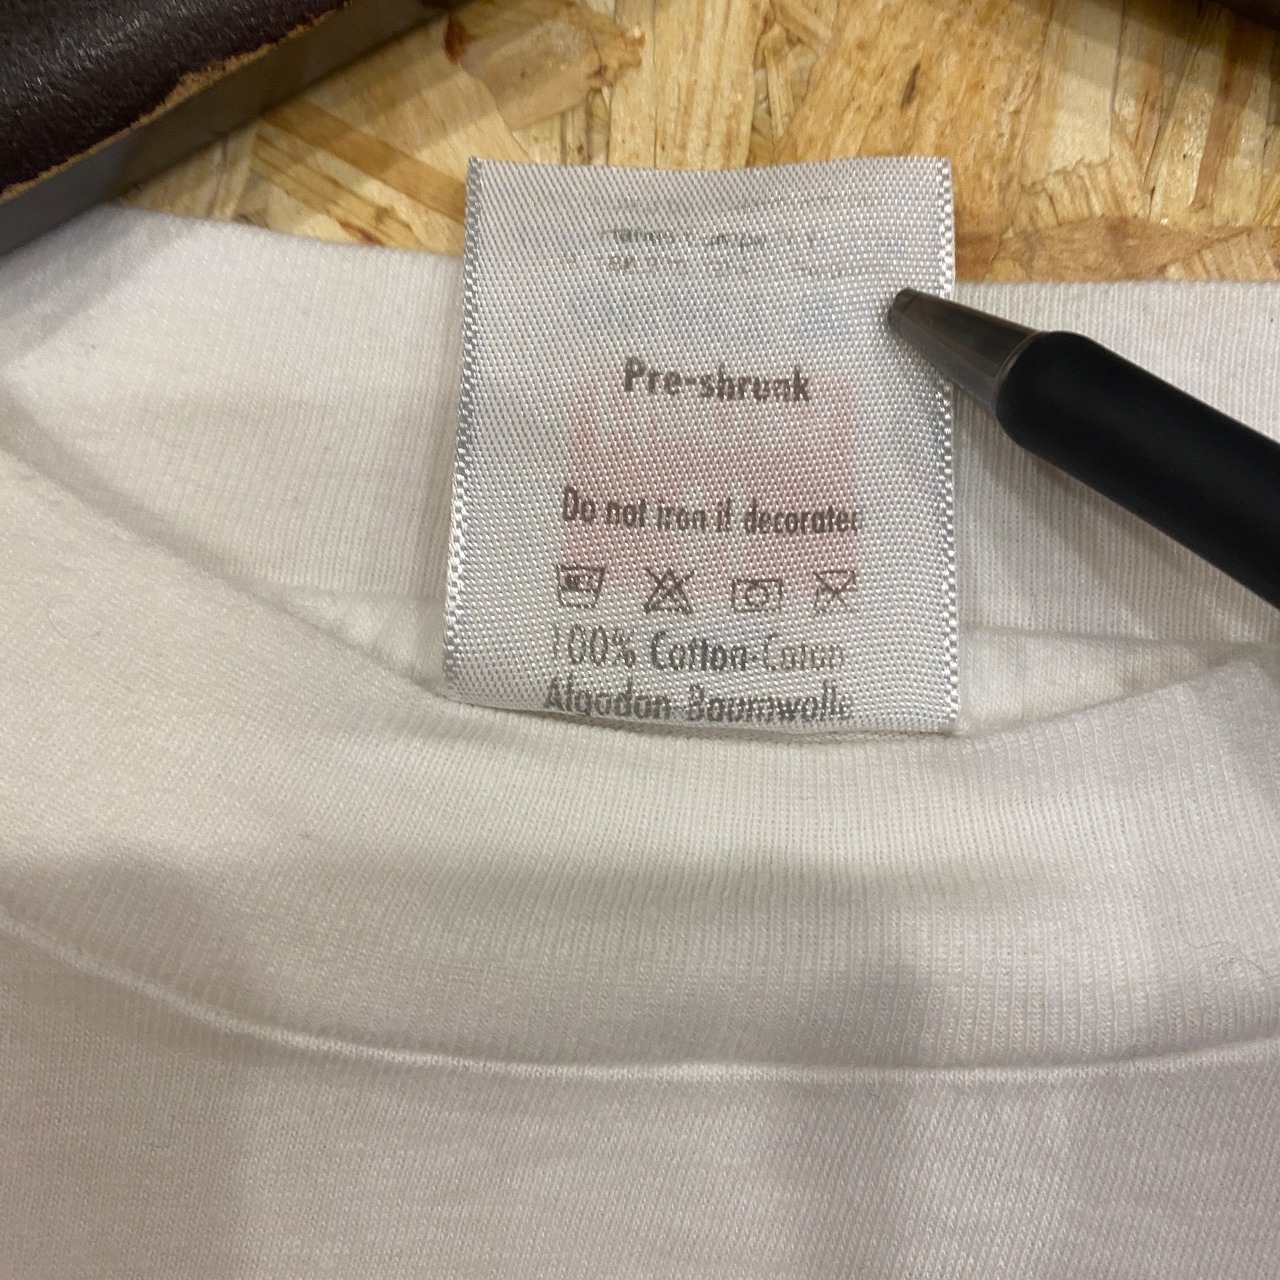 Pre-shrunk
Do not iron if decorated
100% Cotton-Coton
Algodon-Baumwolle